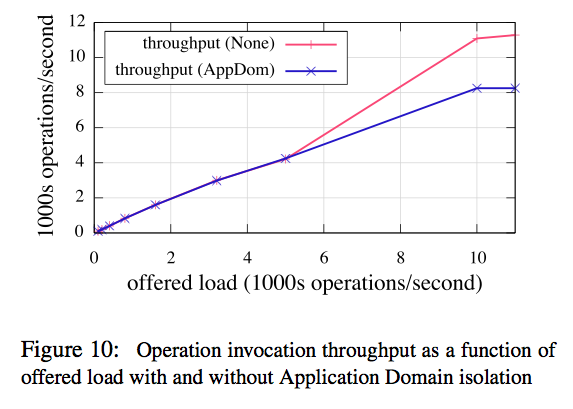 12
throughput (None)
10
throughput (AppDom)
8
6
4
2
0
0 2 4 6 8 10
1000s operations/second
offered load (1000s operations/second)
Figure 10: Operation invocation throughput as a function of
offered load with and without Application Domain isolation